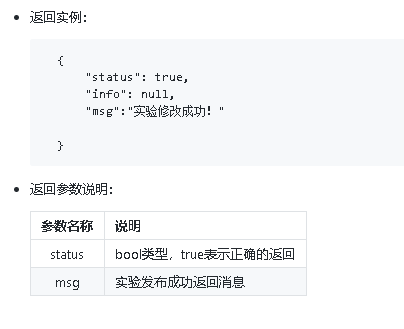 返回实例：
{
"status": true,
"info": null,
"msg":"实验修改成功！"
}
返回参数说明：
参数名称 说明
status bool类型，true表示正确的返回
msg 实验发布成功返回消息